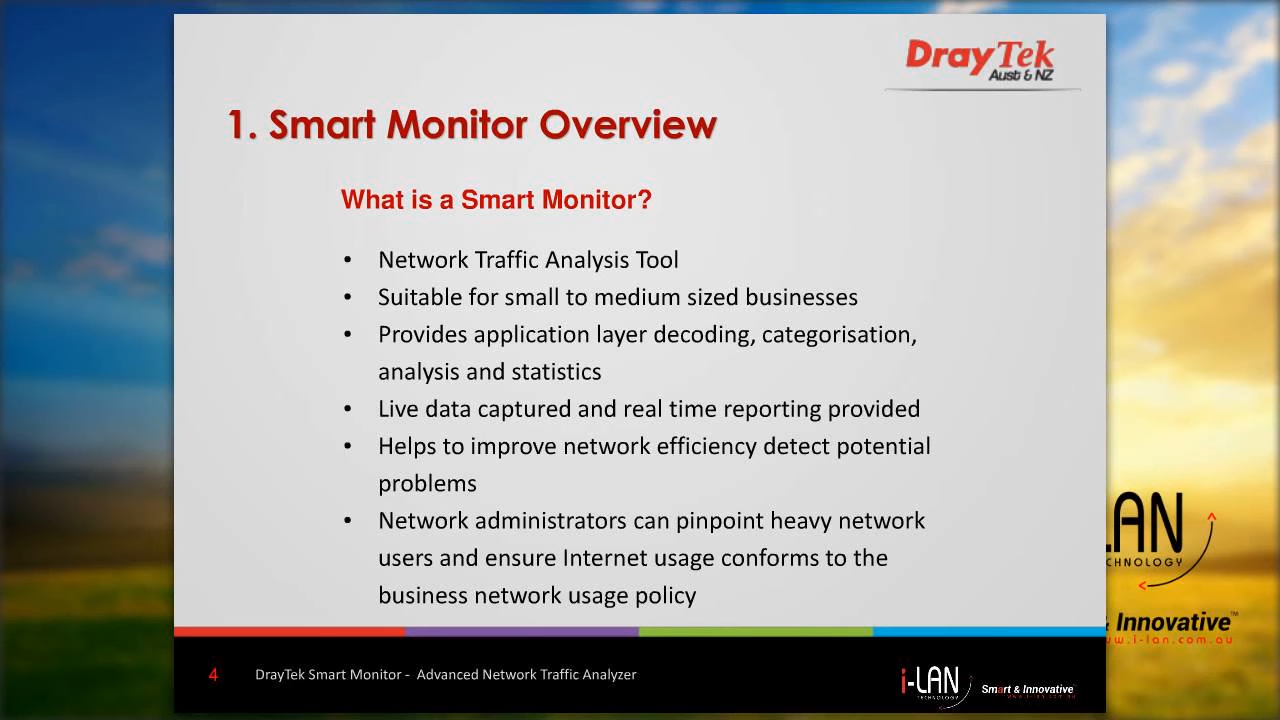 DrayTek
Aust & NZ
1. Smart Monitor Overview
What is a Smart Monitor?
• Network Traffic Analysis Tool
• Suitable for small to medium sized businesses
• Provides application layer decoding, categorisation,
analysis and statistics
• Live data captured and real time reporting provided
• Helps to improve network efficiency detect potential
problems
• Network administrators can pinpoint heavy network
users and ensure Internet usage conforms to the
business network usage policy
LAN
CHNOLOGY
& Innovative™
www.i-lan.com.au
4 DrayTek Smart Monitor - Advanced Network Traffic Analyzer
i-LAN
TECHNOLOGY
Smart & Innovative